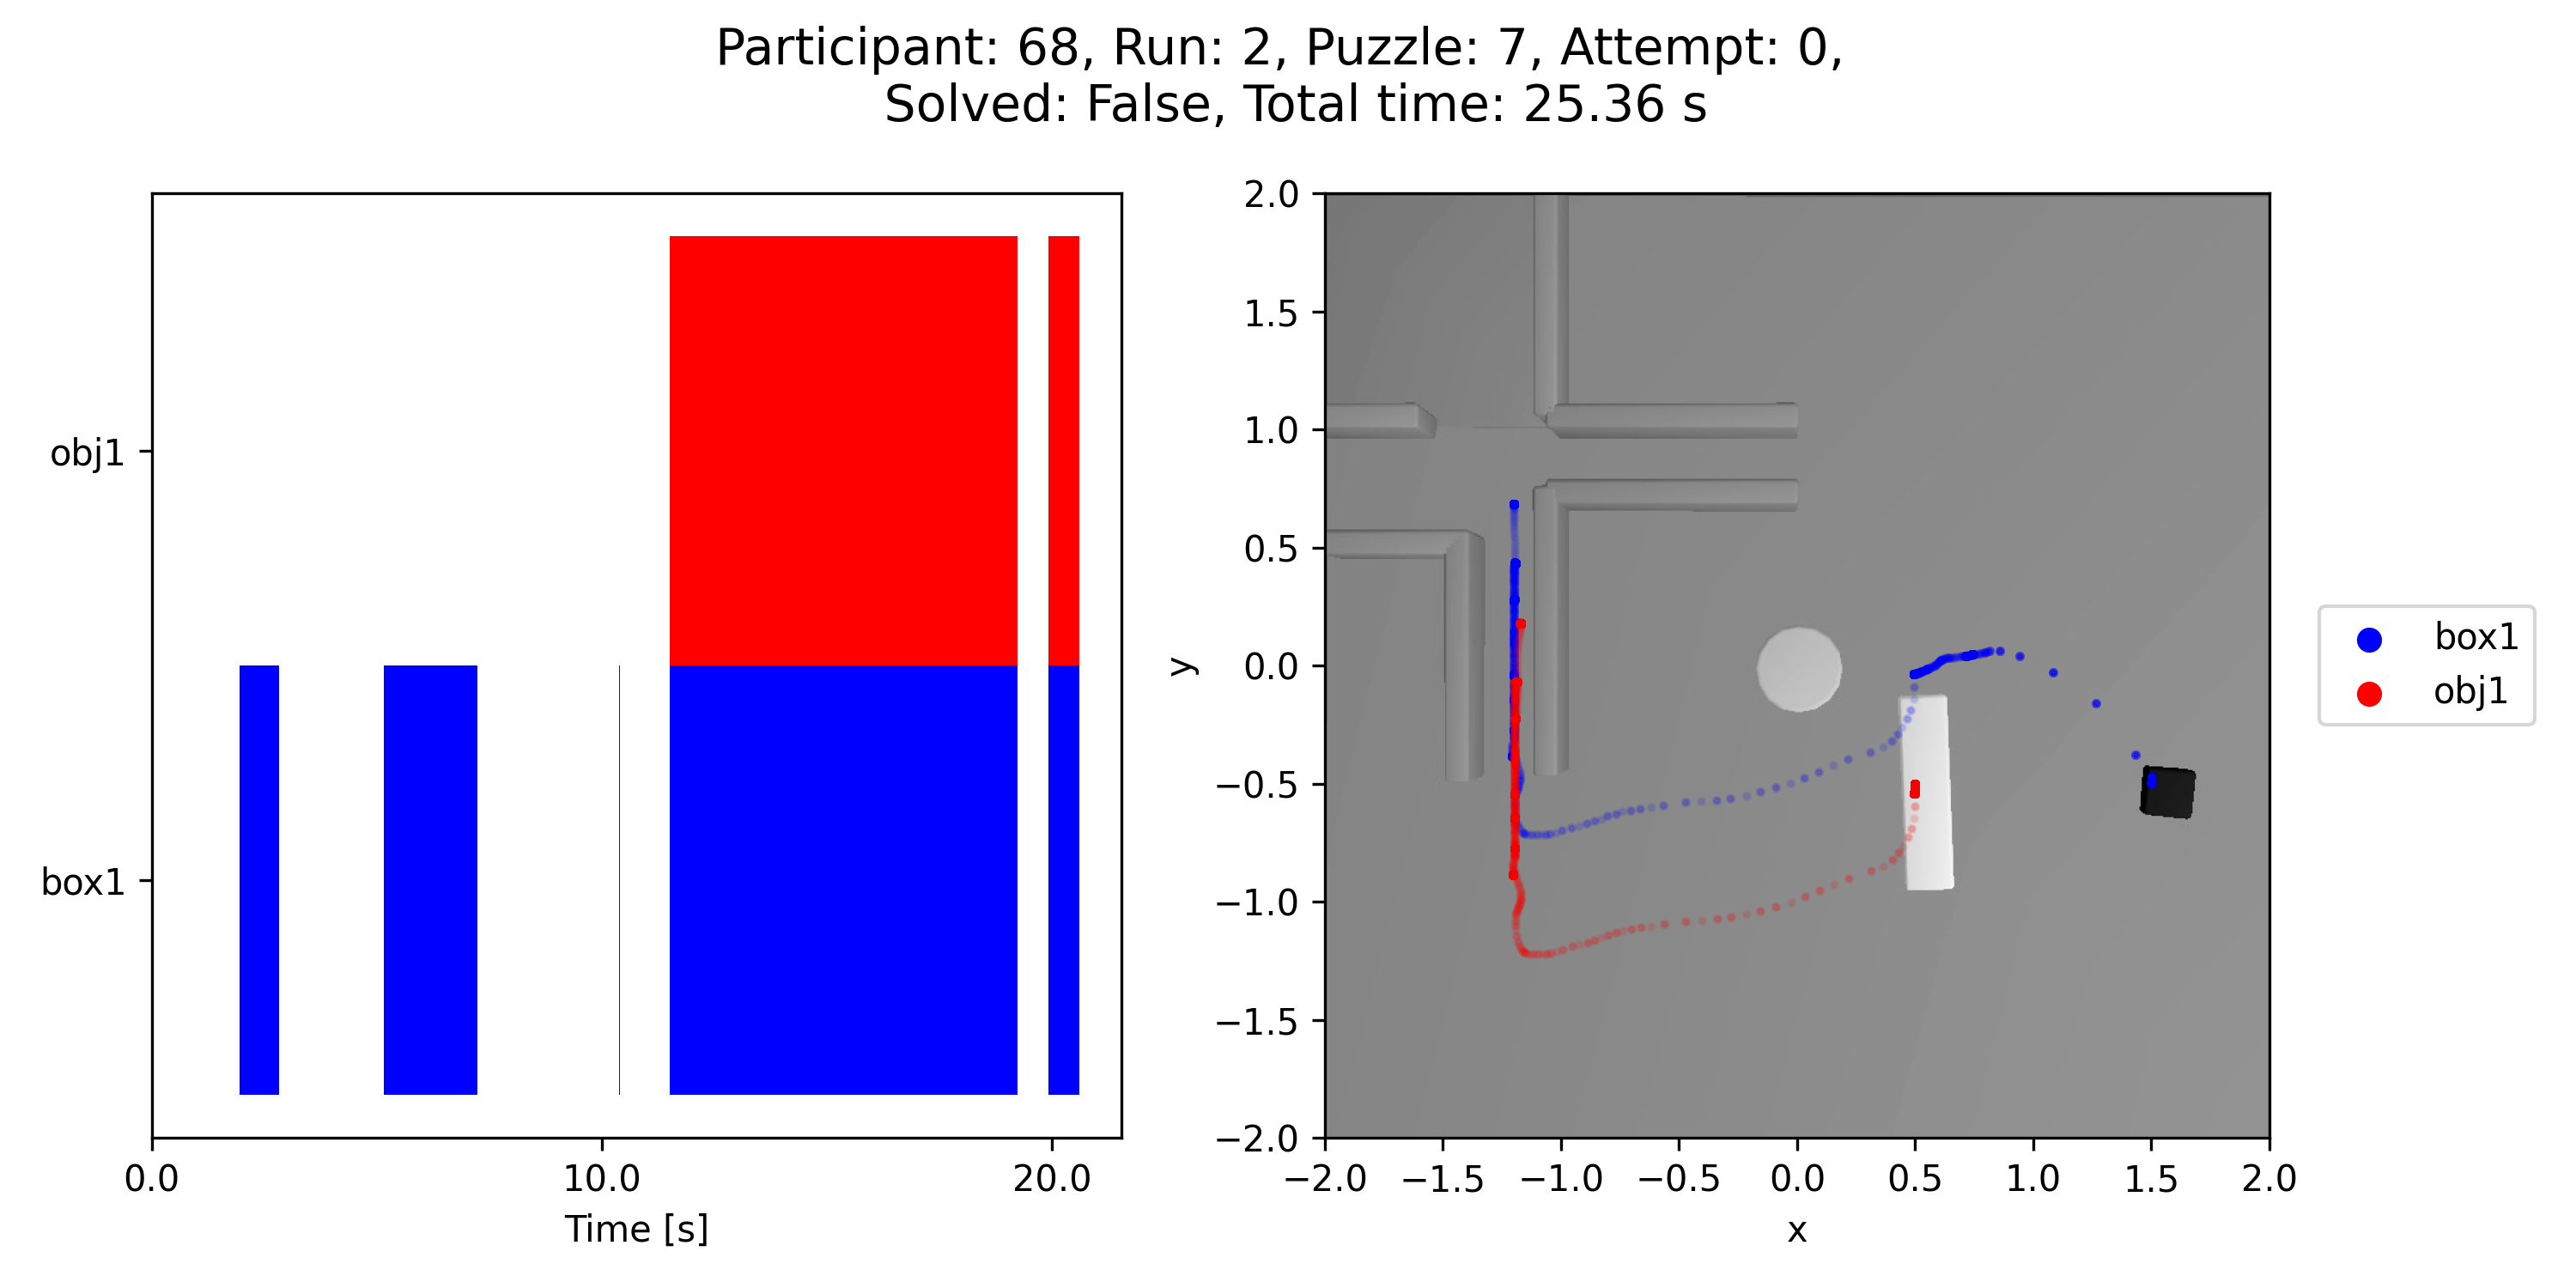 Participant: 68, Run: 2, Puzzle: 7, Attempt: 0,
Solved: False, Total time: 25.36 s
obj1
box1
0.0 10.0 20.0
Time [s]
2.0
1.5
1.0
0.5
0.0
−0.5
−1.0
−1.5
−2.0
y
−2.0 −1.5 −1.0 −0.5 0.0 0.5 1.0 1.5 2.0
x
box1
obj1